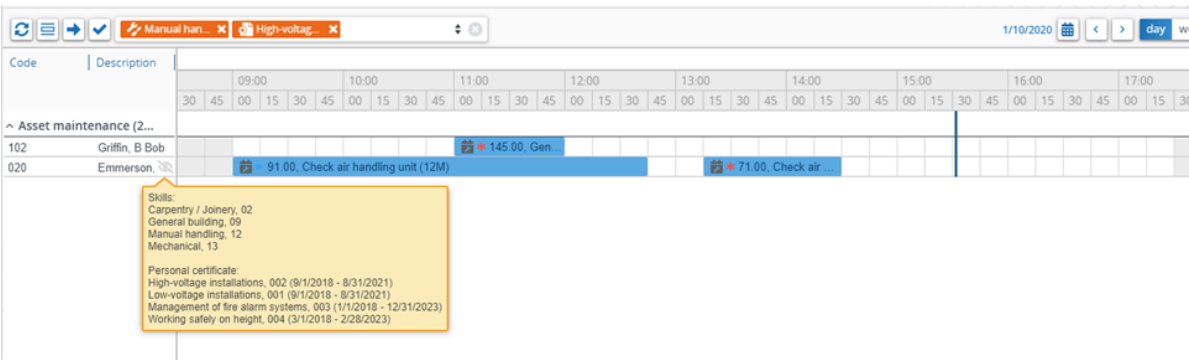 Manual han... High-voltag... 1/10/2020 day
Code Description
09:00 10:00 11:00 12:00 13:00 14:00 15:00 16:00 17:00
30 45 00 15 30 45 00 15 30 45 00 15 30 45 00 15 30 45 00 15 30 45 00 15 30 45 00 15 30 45 00 15 30 45 00 15
Asset maintenance (2...
102 Griffin, B Bob 145.00, Gen...
020 Emmerson, 91.00, Check air handling unit (12M) 71.00, Check air ...
Skills:
Carpentry / Joinery, 02
General building, 09
Manual handling, 12
Mechanical, 13
Personal certificate:
High-voltage installations, 002 (9/1/2018 - 8/31/2021)
Low-voltage installations, 001 (9/1/2018 - 8/31/2021)
Management of fire alarm systems, 003 (1/1/2018 - 12/31/2023)
Working safely on height, 004 (3/1/2018 - 2/28/2023)